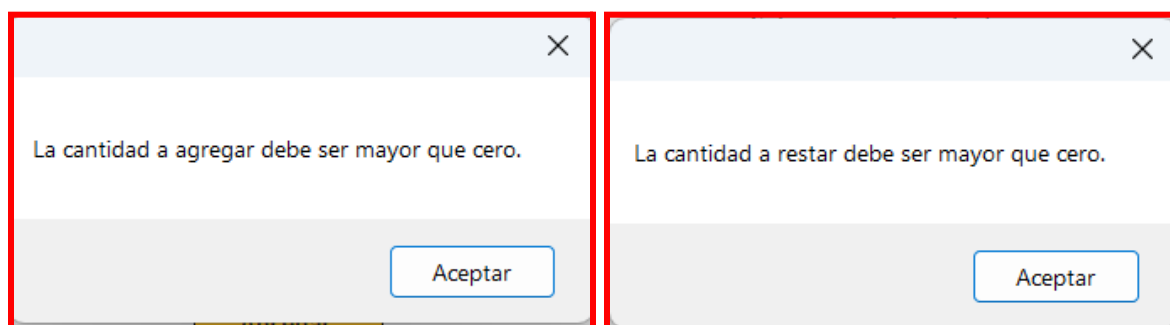 La cantidad a agregar debe ser mayor que cero.
Aceptar
La cantidad a restar debe ser mayor que cero.
Aceptar